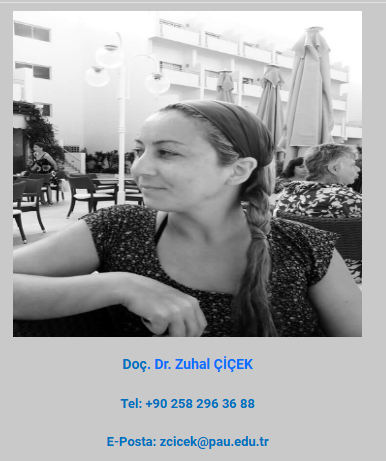 Doç. Dr. Zuhal ÇİÇEK
Tel: +90 258 296 36 88
E-Posta: zcicek@pau.edu.tr